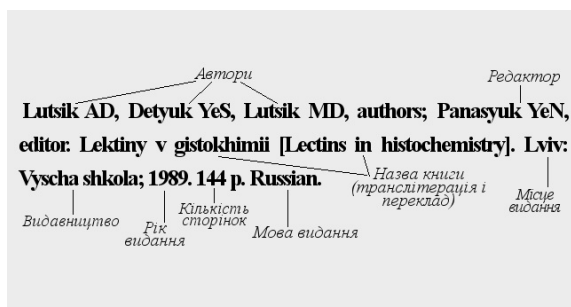 Автори
Редактор
Lutsik AD, Detyuk YeS, Lutsik MD, authors; Panasyuk YeN,
editor. Lektiny v gistokhimii [Lectins in histochemistry]. Lviv:
Vyscha shkola; 1989. 144 p. Russian.
Видавництво
Рік
видання
Кількість
сторінок
Мова видання
Назва книги
(транслітерація і
переклад)
Місце
видання